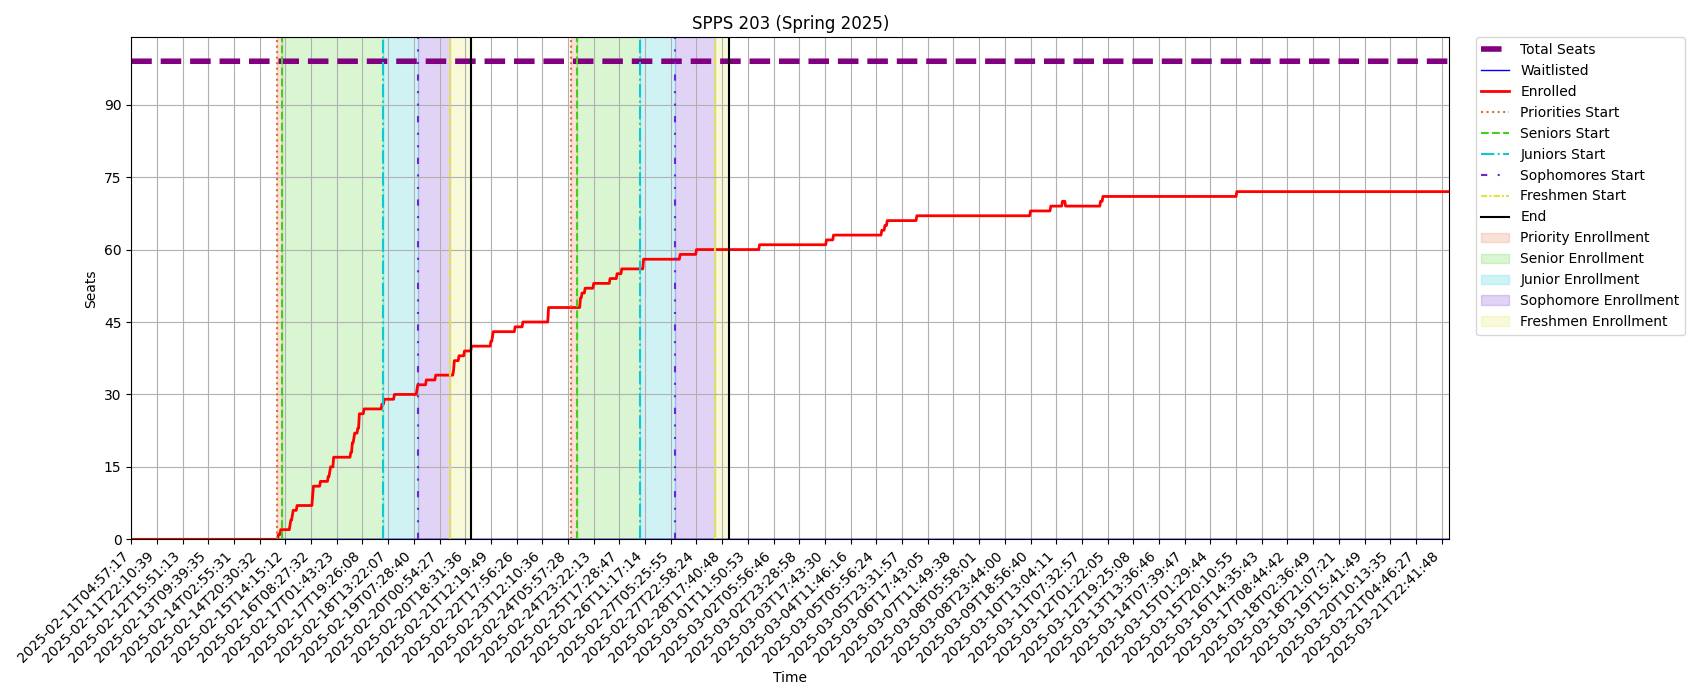 SPPS 203 (Spring 2025)
Seats
90
75
60
45
30
15
0
2025-02-11T04:57:17
2025-02-11T22:10:39
2025-02-12T15:51:13
2025-02-13T09:39:35
2025-02-14T02:55:31
2025-02-14T20:30:32
2025-02-15T14:15:12
2025-02-16T08:27:32
2025-02-17T01:43:23
2025-02-17T19:26:08
2025-02-18T13:22:07
2025-02-19T07:28:40
2025-02-20T00:54:27
2025-02-20T18:31:36
2025-02-21T12:19:49
2025-02-22T17:56:26
2025-02-23T12:10:36
2025-02-24T05:57:28
2025-02-24T23:22:13
2025-02-25T17:28:47
2025-02-26T11:17:14
2025-02-27T05:25:55
2025-02-27T22:58:24
2025-02-28T17:40:48
2025-03-01T11:50:53
2025-03-02T05:56:46
2025-03-02T23:28:58
2025-03-03T17:43:30
2025-03-04T11:46:16
2025-03-05T05:56:24
2025-03-05T23:31:57
2025-03-06T17:43:05
2025-03-07T11:49:38
2025-03-08T05:58:01
2025-03-08T23:44:00
2025-03-09T18:56:40
2025-03-10T13:04:11
2025-03-11T07:32:57
2025-03-12T01:22:05
2025-03-12T19:25:08
2025-03-13T13:36:46
2025-03-14T07:39:47
2025-03-15T01:29:44
2025-03-15T20:10:55
2025-03-16T14:35:43
2025-03-17T08:44:42
2025-03-18T02:36:49
2025-03-18T21:07:21
2025-03-19T15:41:49
2025-03-20T10:13:35
2025-03-21T04:46:27
2025-03-21T22:41:48
Time
Total Seats
Waitlisted
Enrolled
Priorities Start
Seniors Start
Juniors Start
Sophomores Start
Freshmen Start
End
Priority Enrollment
Senior Enrollment
Junior Enrollment
Sophomore Enrollment
Freshmen Enrollment